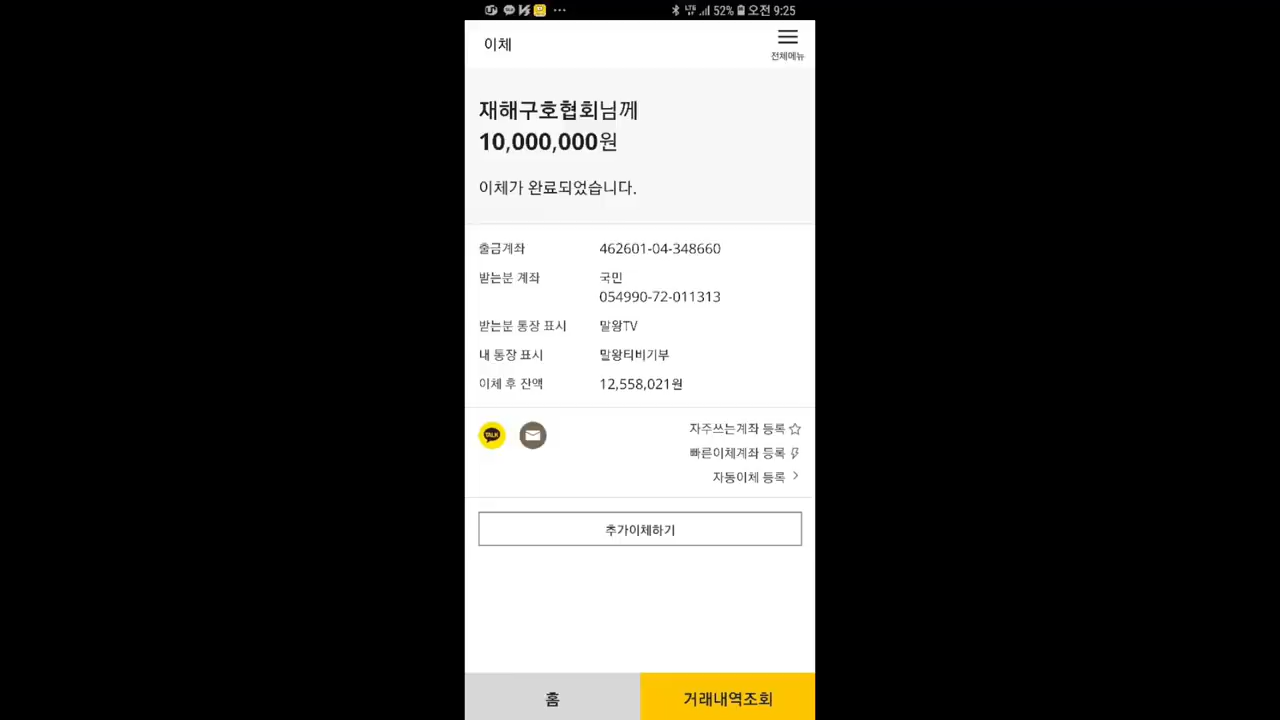 LTE 52% 오전 9:25
이체
전체메뉴
재해구호협회님께
10,000,000원
이체가 완료되었습니다.
출금계좌 462601-04-348660
받는분 계좌 국민
054990-72-011313
받는분 통장 표시 말왕TV
내 통장 표시 말왕티비기부
이체 후 잔액 12,558,021원
TALK
자주쓰는계좌 등록
빠른이체계좌 등록
자동이체 등록
추가이체하기
홈 거래내역조회